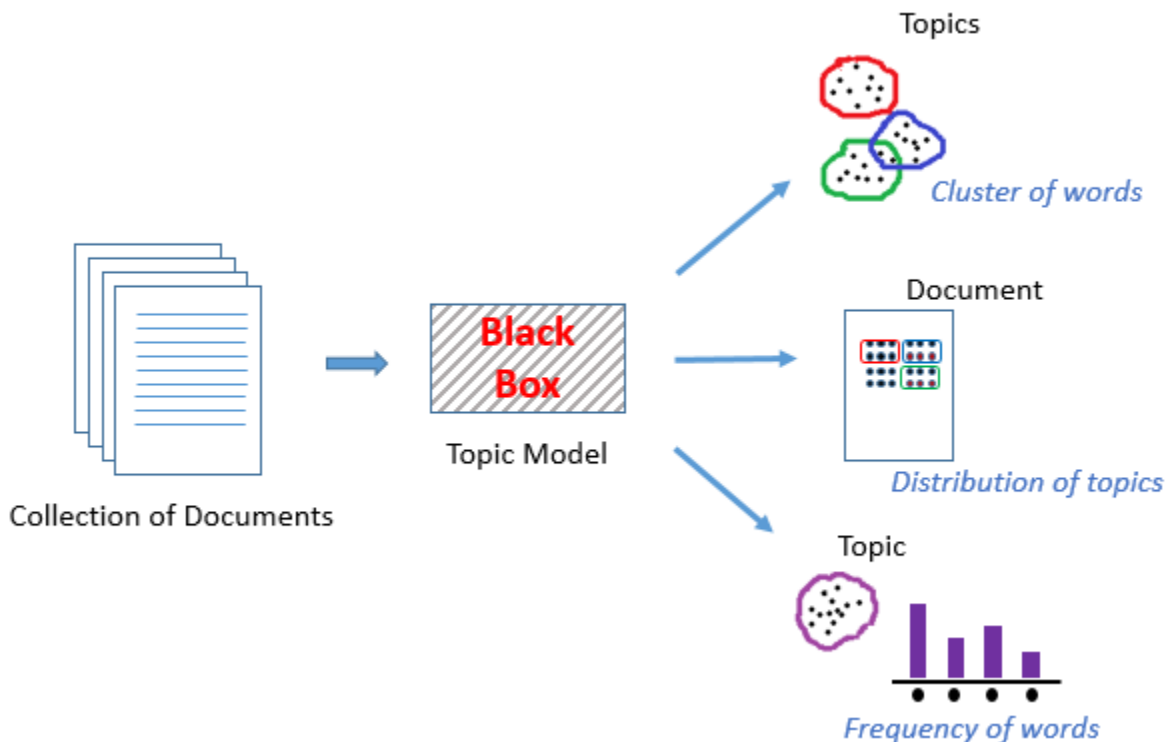 Topics
Cluster of words
Document
Black
Box
Topic Model
Distribution of topics
Collection of Documents
Topic
Frequency of words